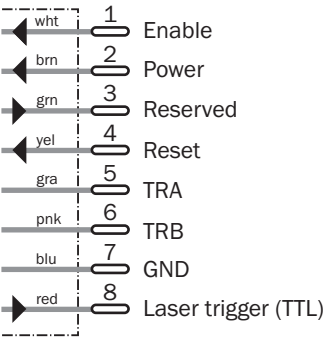 wht 1 Enable
brn 2 Power
grn 3 Reserved
yel 4 Reset
gra 5 TRA
pnk 6 TRB
blu 7 GND
red 8 Laser trigger (TTL)